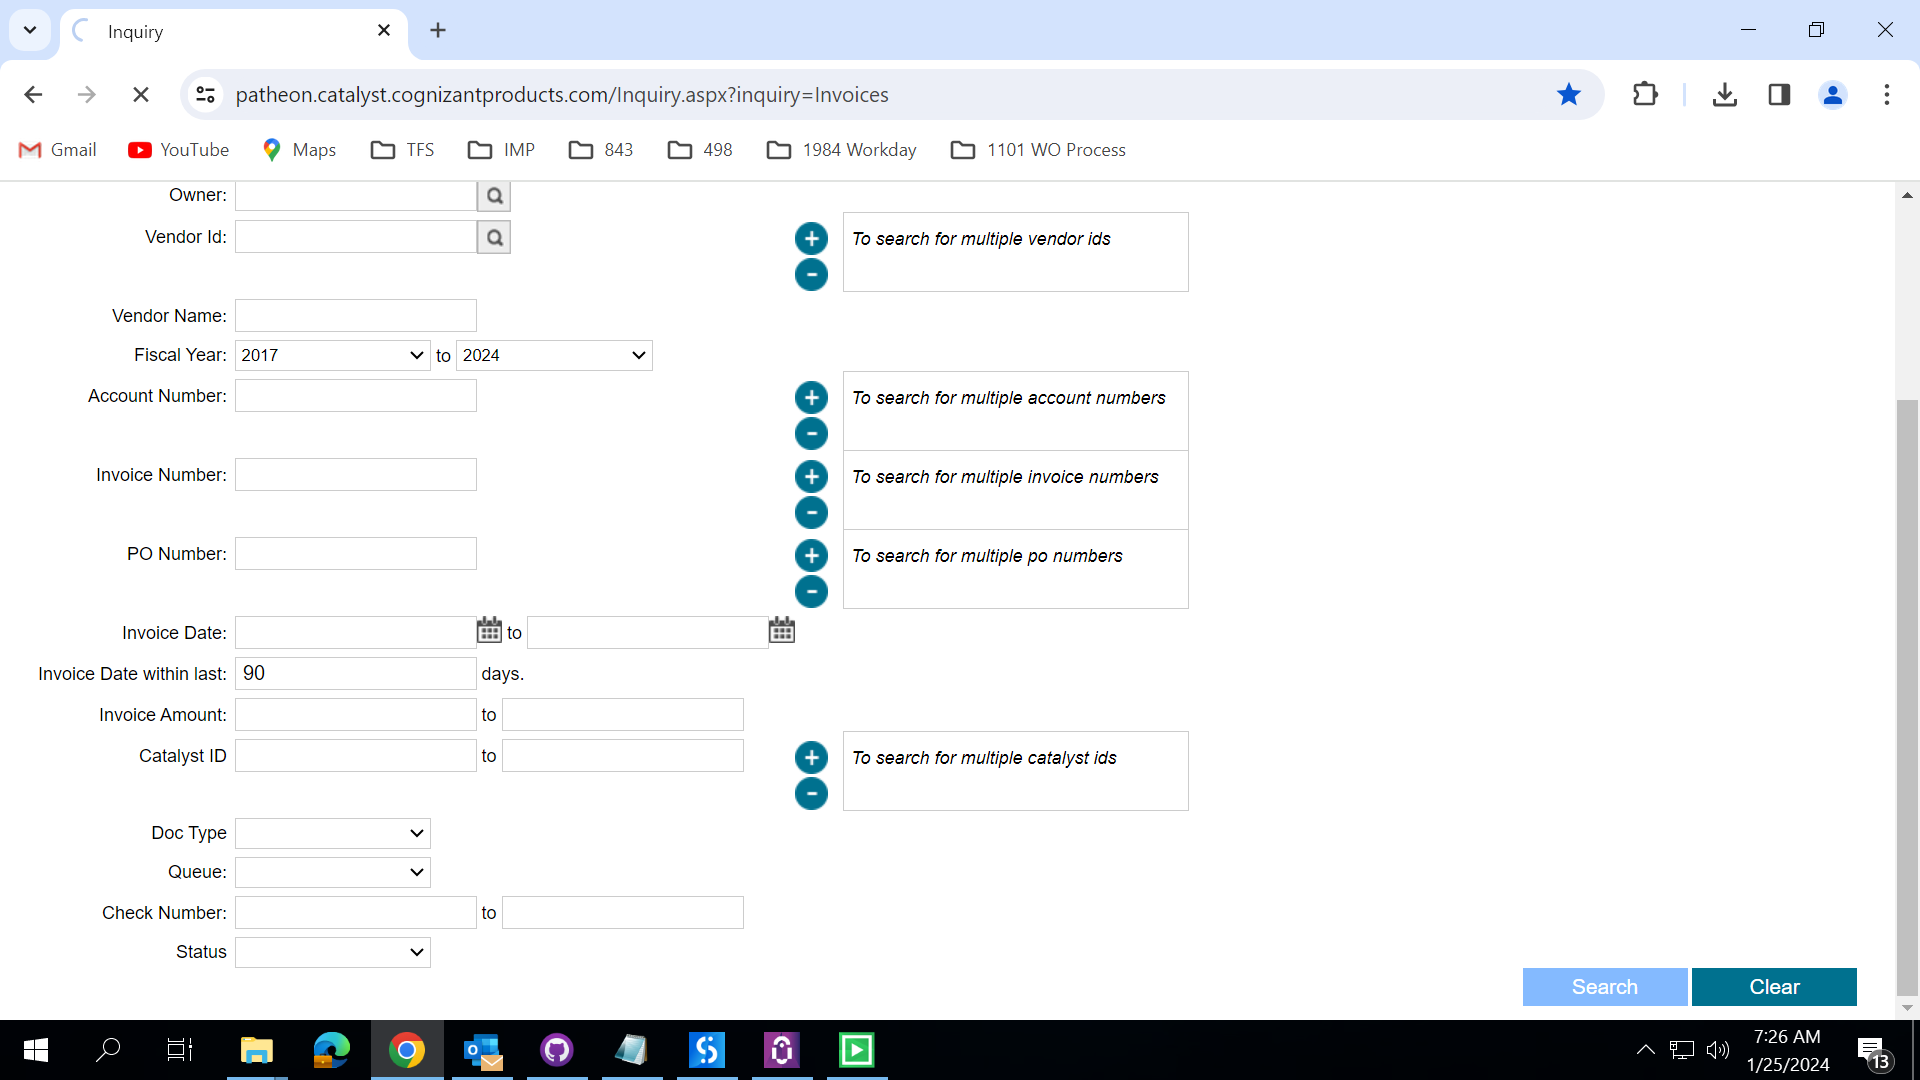 Inquiry
patheon.catalyst.cognizantproducts.com/Inquiry.aspx?inquiry=Invoices
Gmail YouTube Maps TFS IMP 843 498 1984 Workday 1101 WO Process
Owner:
Vendor Id:
To search for multiple vendor ids
Vendor Name:
Fiscal Year: 2017 to 2024
Account Number:
To search for multiple account numbers
Invoice Number:
To search for multiple invoice numbers
PO Number:
To search for multiple po numbers
Invoice Date: to
Invoice Date within last: 90 days.
Invoice Amount: to
Catalyst ID to
To search for multiple catalyst ids
Doc Type
Queue:
Check Number: to
Status
Search Clear
7:26 AM
1/25/2024
13